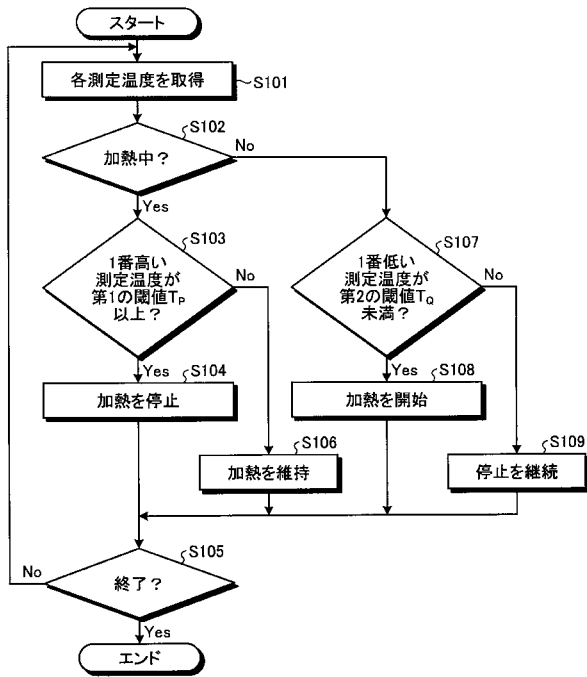 スタート
各測定温度を取得
S101
S102
加熱中？
No
Yes
S103
1番高い
測定温度が
第1の閾値TP
以上？
No
Yes
S104
加熱を停止
S106
加熱を維持
S107
1番低い
測定温度が
第2の閾値TQ
未満？
No
Yes
S108
加熱を開始
S109
停止を継続
S105
終了？
No
Yes
エンド